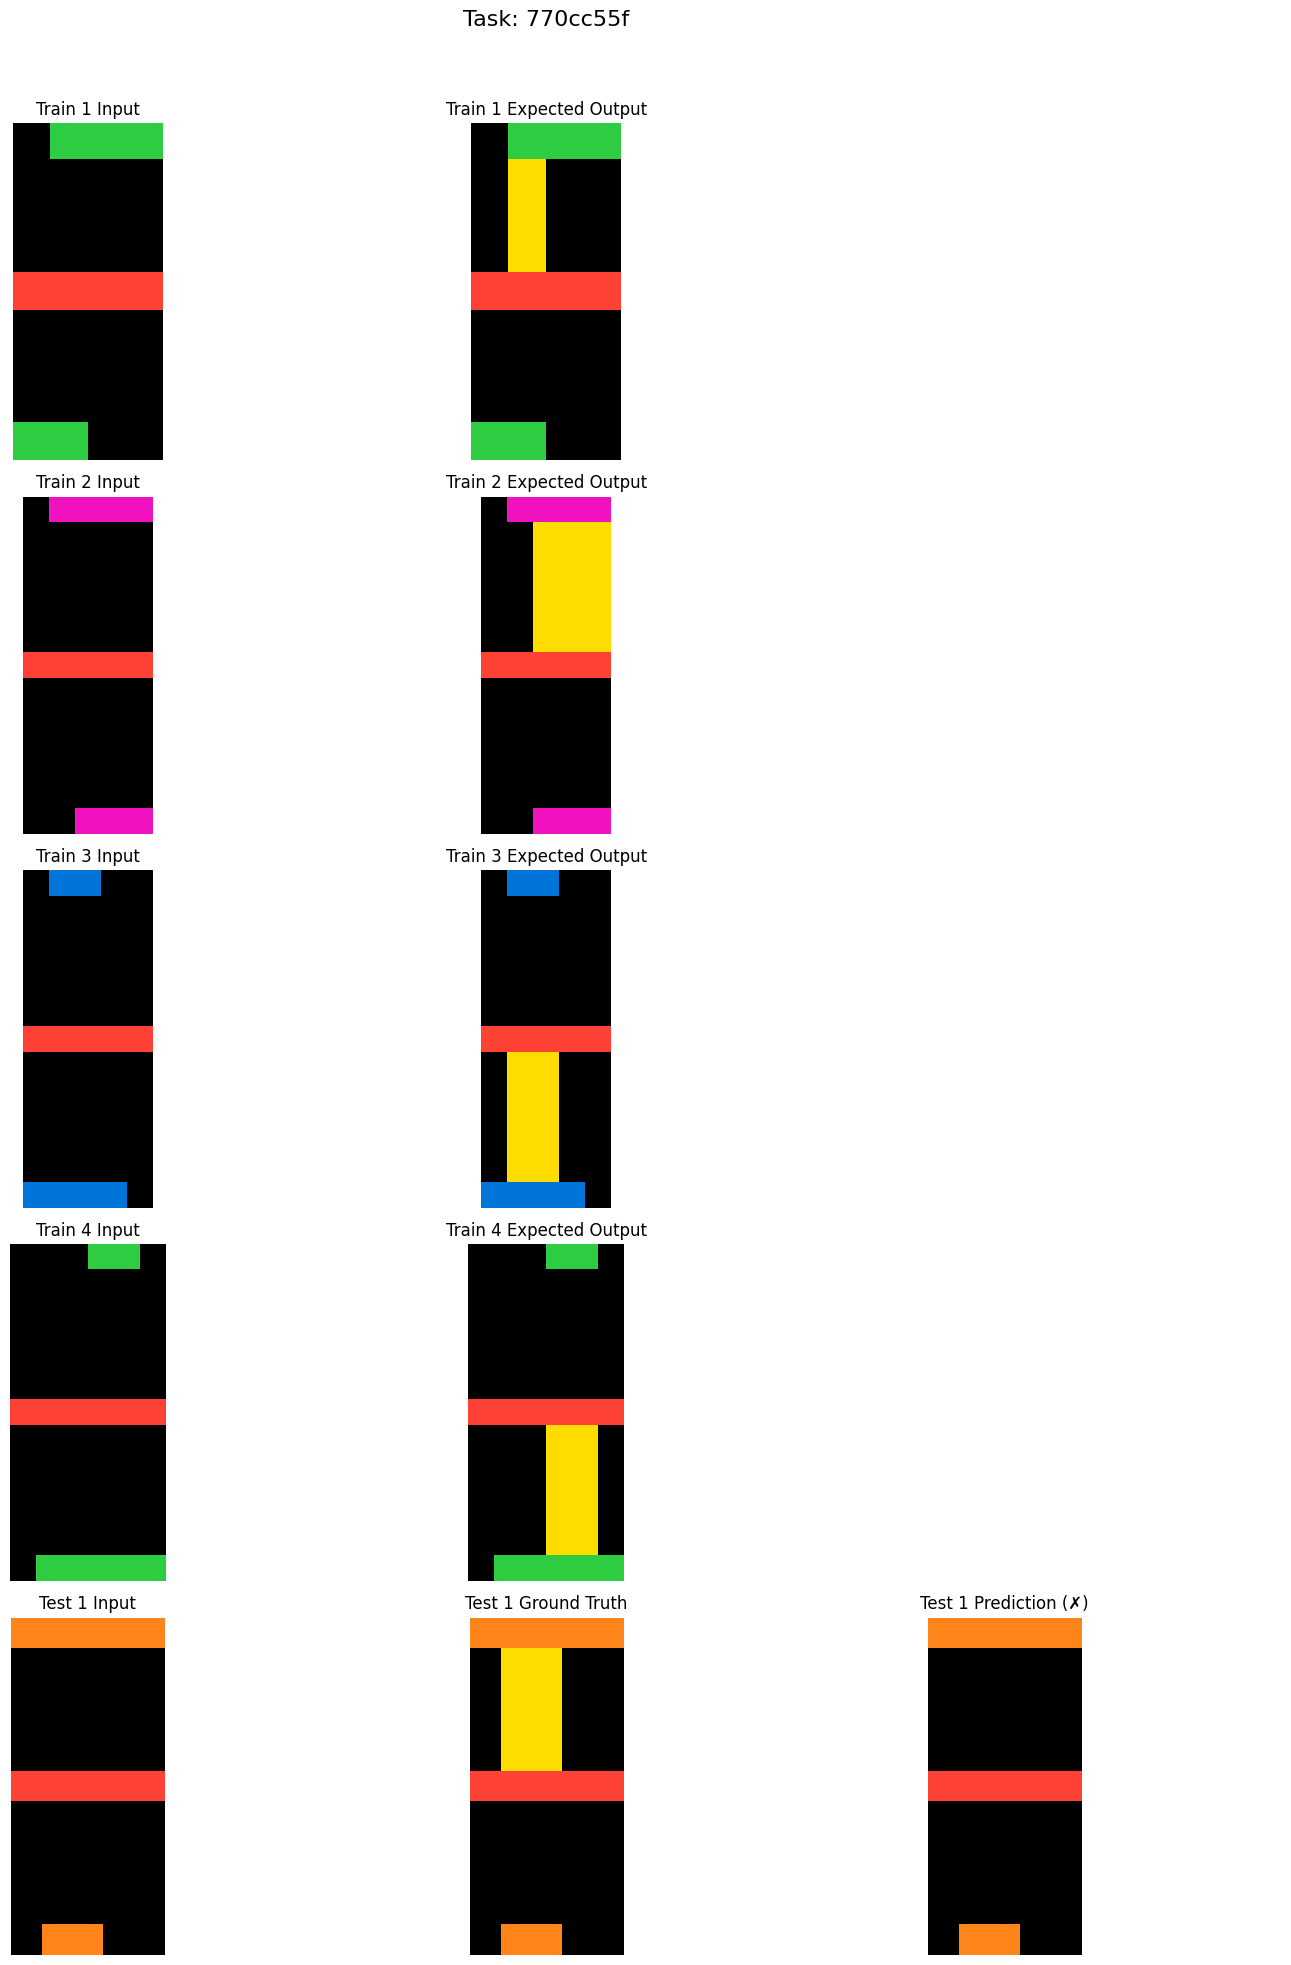 Task: 770cc55f
Train 1 Input
Train 1 Expected Output
Train 2 Input
Train 2 Expected Output
Train 3 Input
Train 3 Expected Output
Train 4 Input
Train 4 Expected Output
Test 1 Input
Test 1 Ground Truth
Test 1 Prediction (✗)